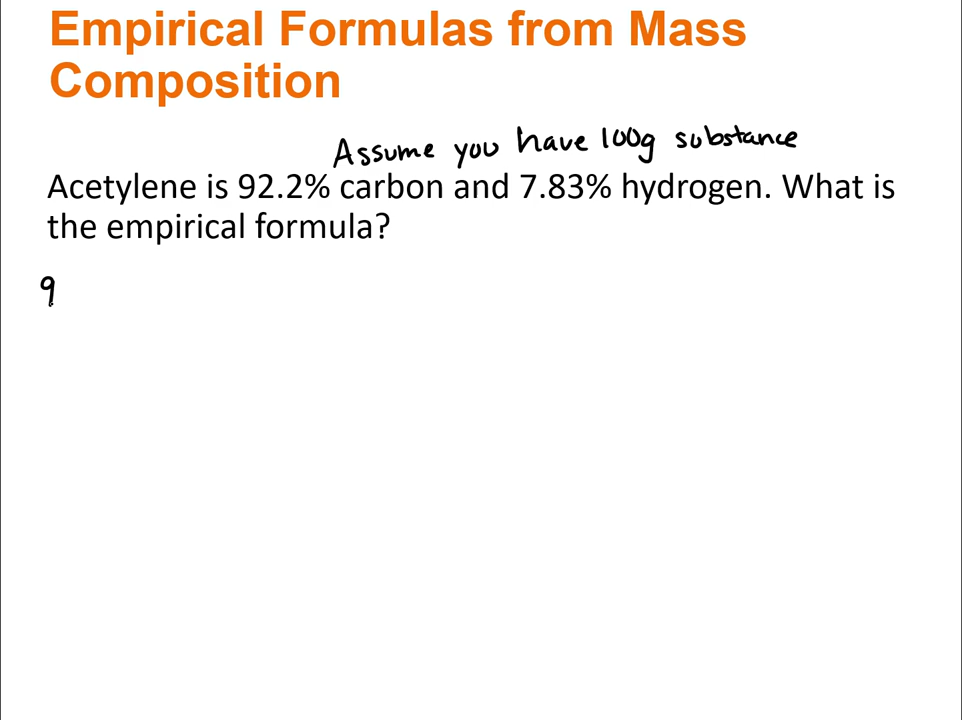 Empirical Formulas from Mass
Composition
Assume you have 100g substance
Acetylene is 92.2% carbon and 7.83% hydrogen. What is
the empirical formula?
9